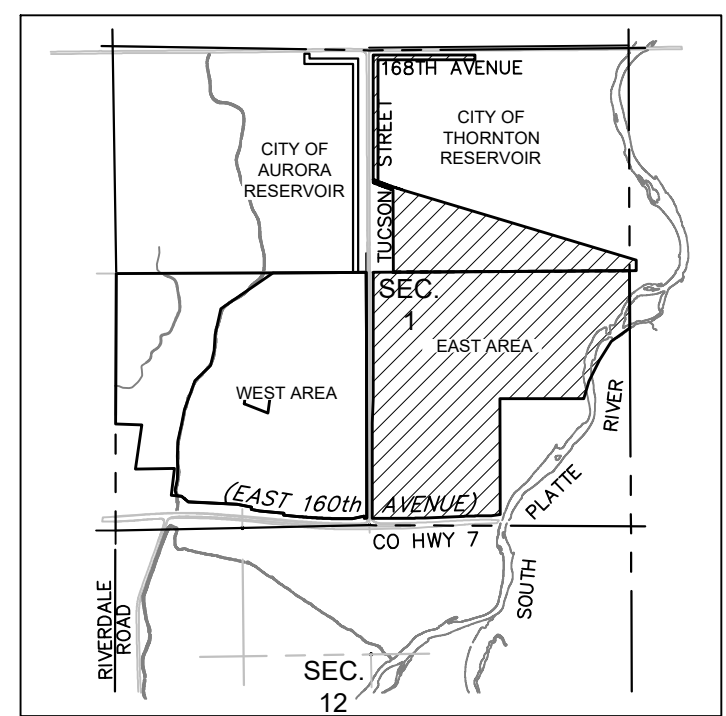 168TH AVENUE
CITY OF
AURORA
RESERVOIR
STREET
CITY OF
THORNTON
RESERVOIR
TUCSON
SEC.
1
EAST AREA
WEST AREA
RIVER
PLATTE
SOUTH
(EAST 160th AVENUE)
CO HWY 7
RIVERDALE
ROAD
SEC.
12